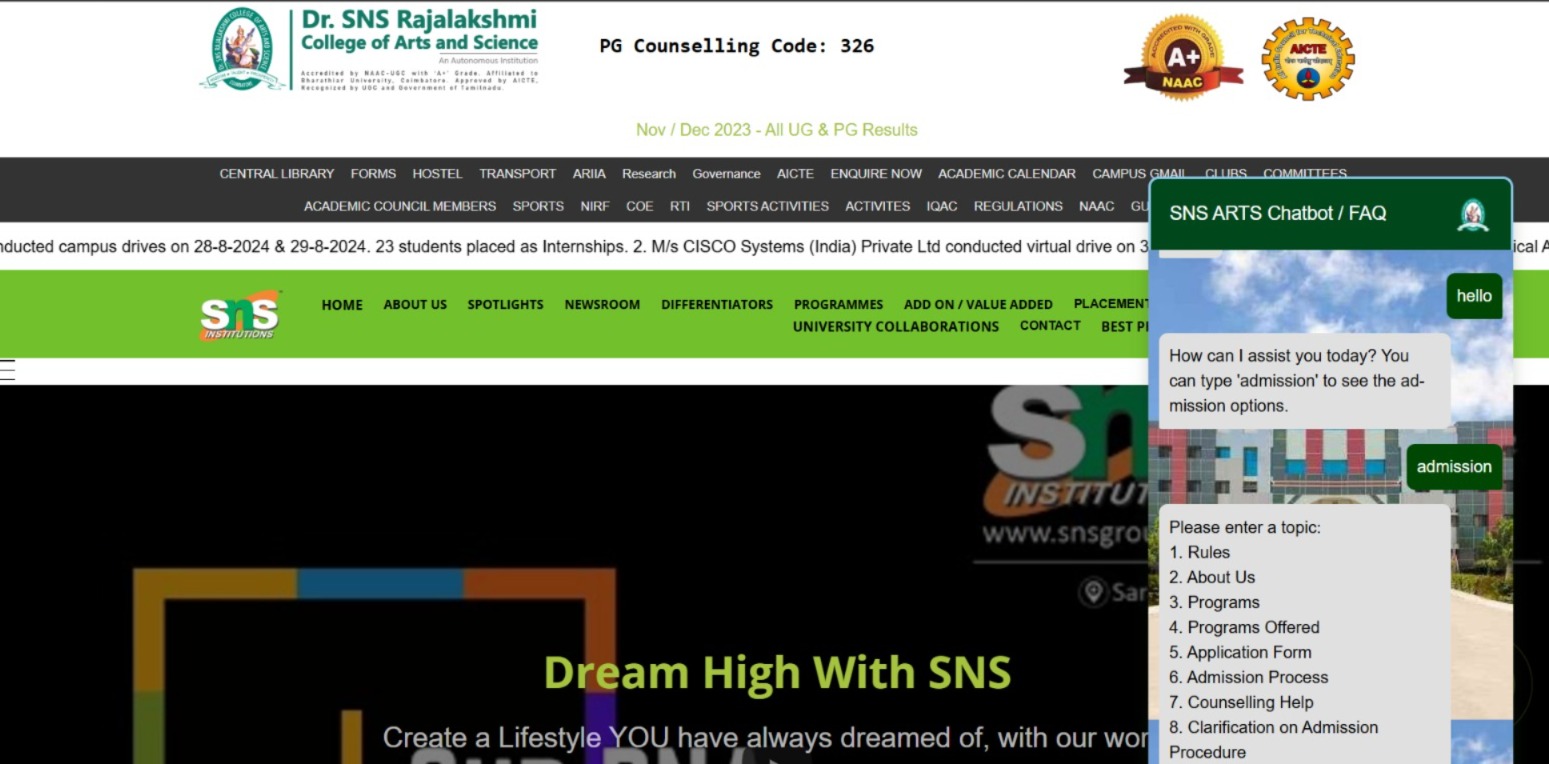 Dr. SNS Rajalakshmi
College of Arts and Science
An Autonomous Institution
Accredited by NAAC-UGC with 'A+' Grade, Affiliated to
Bharathiar University, Coimbatore. Approved by AICTE,
Recognized by UGC and Government of Tamilnadu.
PG Counselling Code: 326
ACCREDITED WITH GRADE
A+
NAAC
AICTE
Nov / Dec 2023 - All UG & PG Results
CENTRAL LIBRARY FORMS HOSTEL TRANSPORT ARIIA Research Governance AICTE ENQUIRE NOW ACADEMIC CALENDAR CAMPUS GMAIL CLUBS COMMITTEES
ACADEMIC COUNCIL MEMBERS SPORTS NIRF COE RTI SPORTS ACTIVITIES ACTIVITES IQAC REGULATIONS NAAC GU
nducted campus drives on 28-8-2024 & 29-8-2024. 23 students placed as Internships. 2. M/s CISCO Systems (India) Private Ltd conducted virtual drive on 3
ical A
sns
INSTITUTIONS
HOME ABOUT US SPOTLIGHTS NEWSROOM DIFFERENTIATORS PROGRAMMES ADD ON / VALUE ADDED PLACEMENT
UNIVERSITY COLLABORATIONS CONTACT BEST P
sn
INSTITUT
www.snsgrou
Sar
Dream High With SNS
Create a Lifestyle YOU have always dreamed of, with our wor
SNS ARTS Chatbot / FAQ
hello
How can I assist you today? You
can type 'admission' to see the ad-
mission options.
admission
Please enter a topic:
1. Rules
2. About Us
3. Programs
4. Programs Offered
5. Application Form
6. Admission Process
7. Counselling Help
8. Clarification on Admission
Procedure